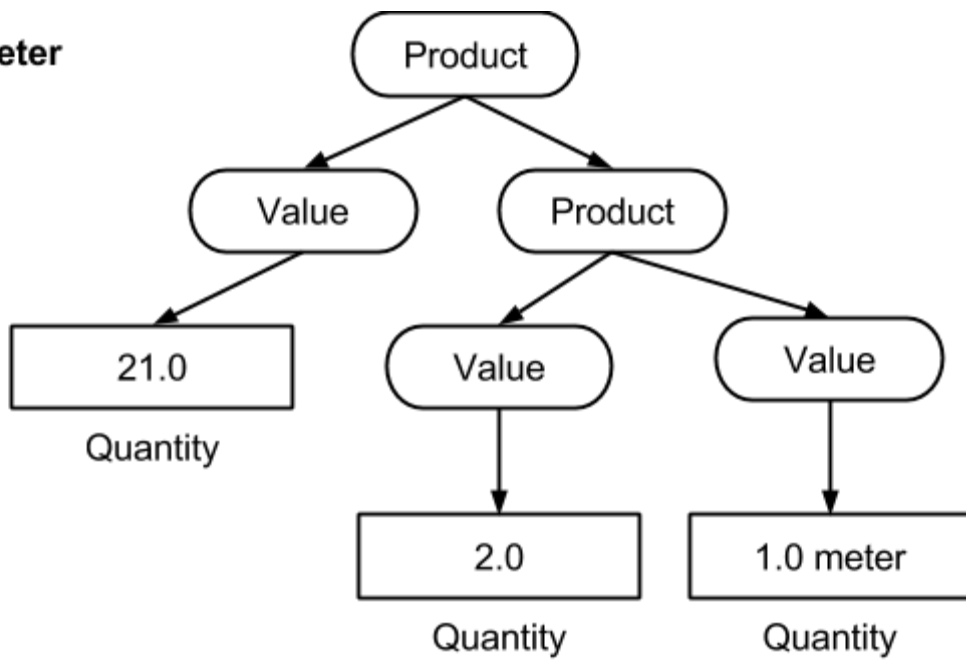 eter
Product
Value
Product
21.0
Value
Value
Quantity
2.0
1.0 meter
Quantity
Quantity